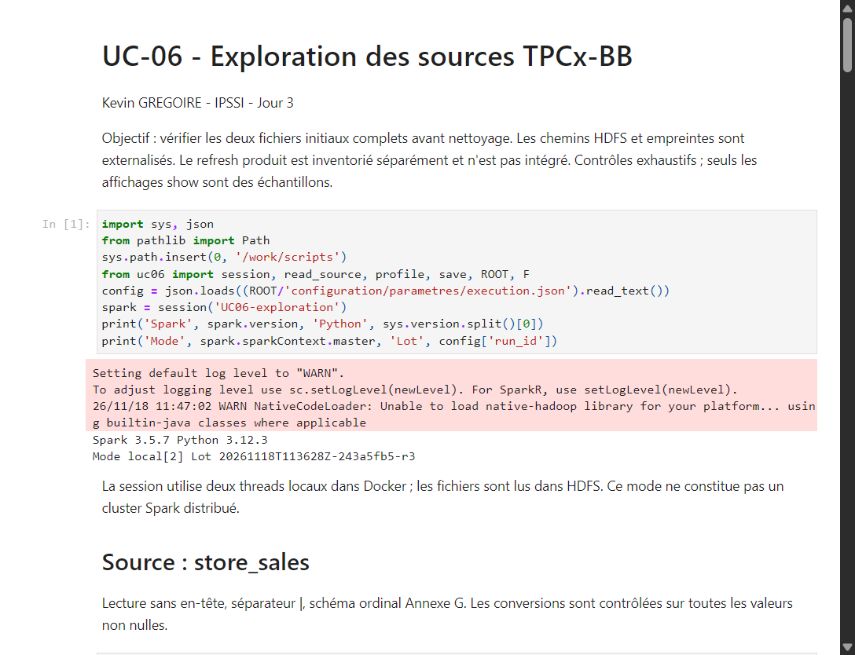 UC-06 - Exploration des sources TPCx-BB
Kevin GREGOIRE - IPSSI - Jour 3
Objectif : vérifier les deux fichiers initiaux complets avant nettoyage. Les chemins HDFS et empreintes sont
externalisés. Le refresh produit est inventorié séparément et n'est pas intégré. Contrôles exhaustifs ; seuls les
affichages show sont des échantillons.
In [1]:
import sys, json
from pathlib import Path
sys.path.insert(0, '/work/scripts')
from uc06 import session, read_source, profile, save, ROOT, F
config = json.loads((ROOT/'configuration/parametres/execution.json').read_text())
spark = session('UC06-exploration')
print('Spark', spark.version, 'Python', sys.version.split()[0])
print('Mode', spark.sparkContext.master, 'Lot', config['run_id'])
Setting default log level to "WARN".
To adjust logging level use sc.setLogLevel(newLevel). For SparkR, use setLogLevel(newLevel).
26/11/18 11:47:02 WARN NativeCodeLoader: Unable to load native-hadoop library for your platform... usin
g builtin-java classes where applicable
Spark 3.5.7 Python 3.12.3
Mode local[2] Lot 20261118T113628Z-243a5fb5-r3
La session utilise deux threads locaux dans Docker ; les fichiers sont lus dans HDFS. Ce mode ne constitue pas un
cluster Spark distribué.
Source : store_sales
Lecture sans en-tête, séparateur |, schéma ordinal Annexe G. Les conversions sont contrôlées sur toutes les valeurs
non nulles.